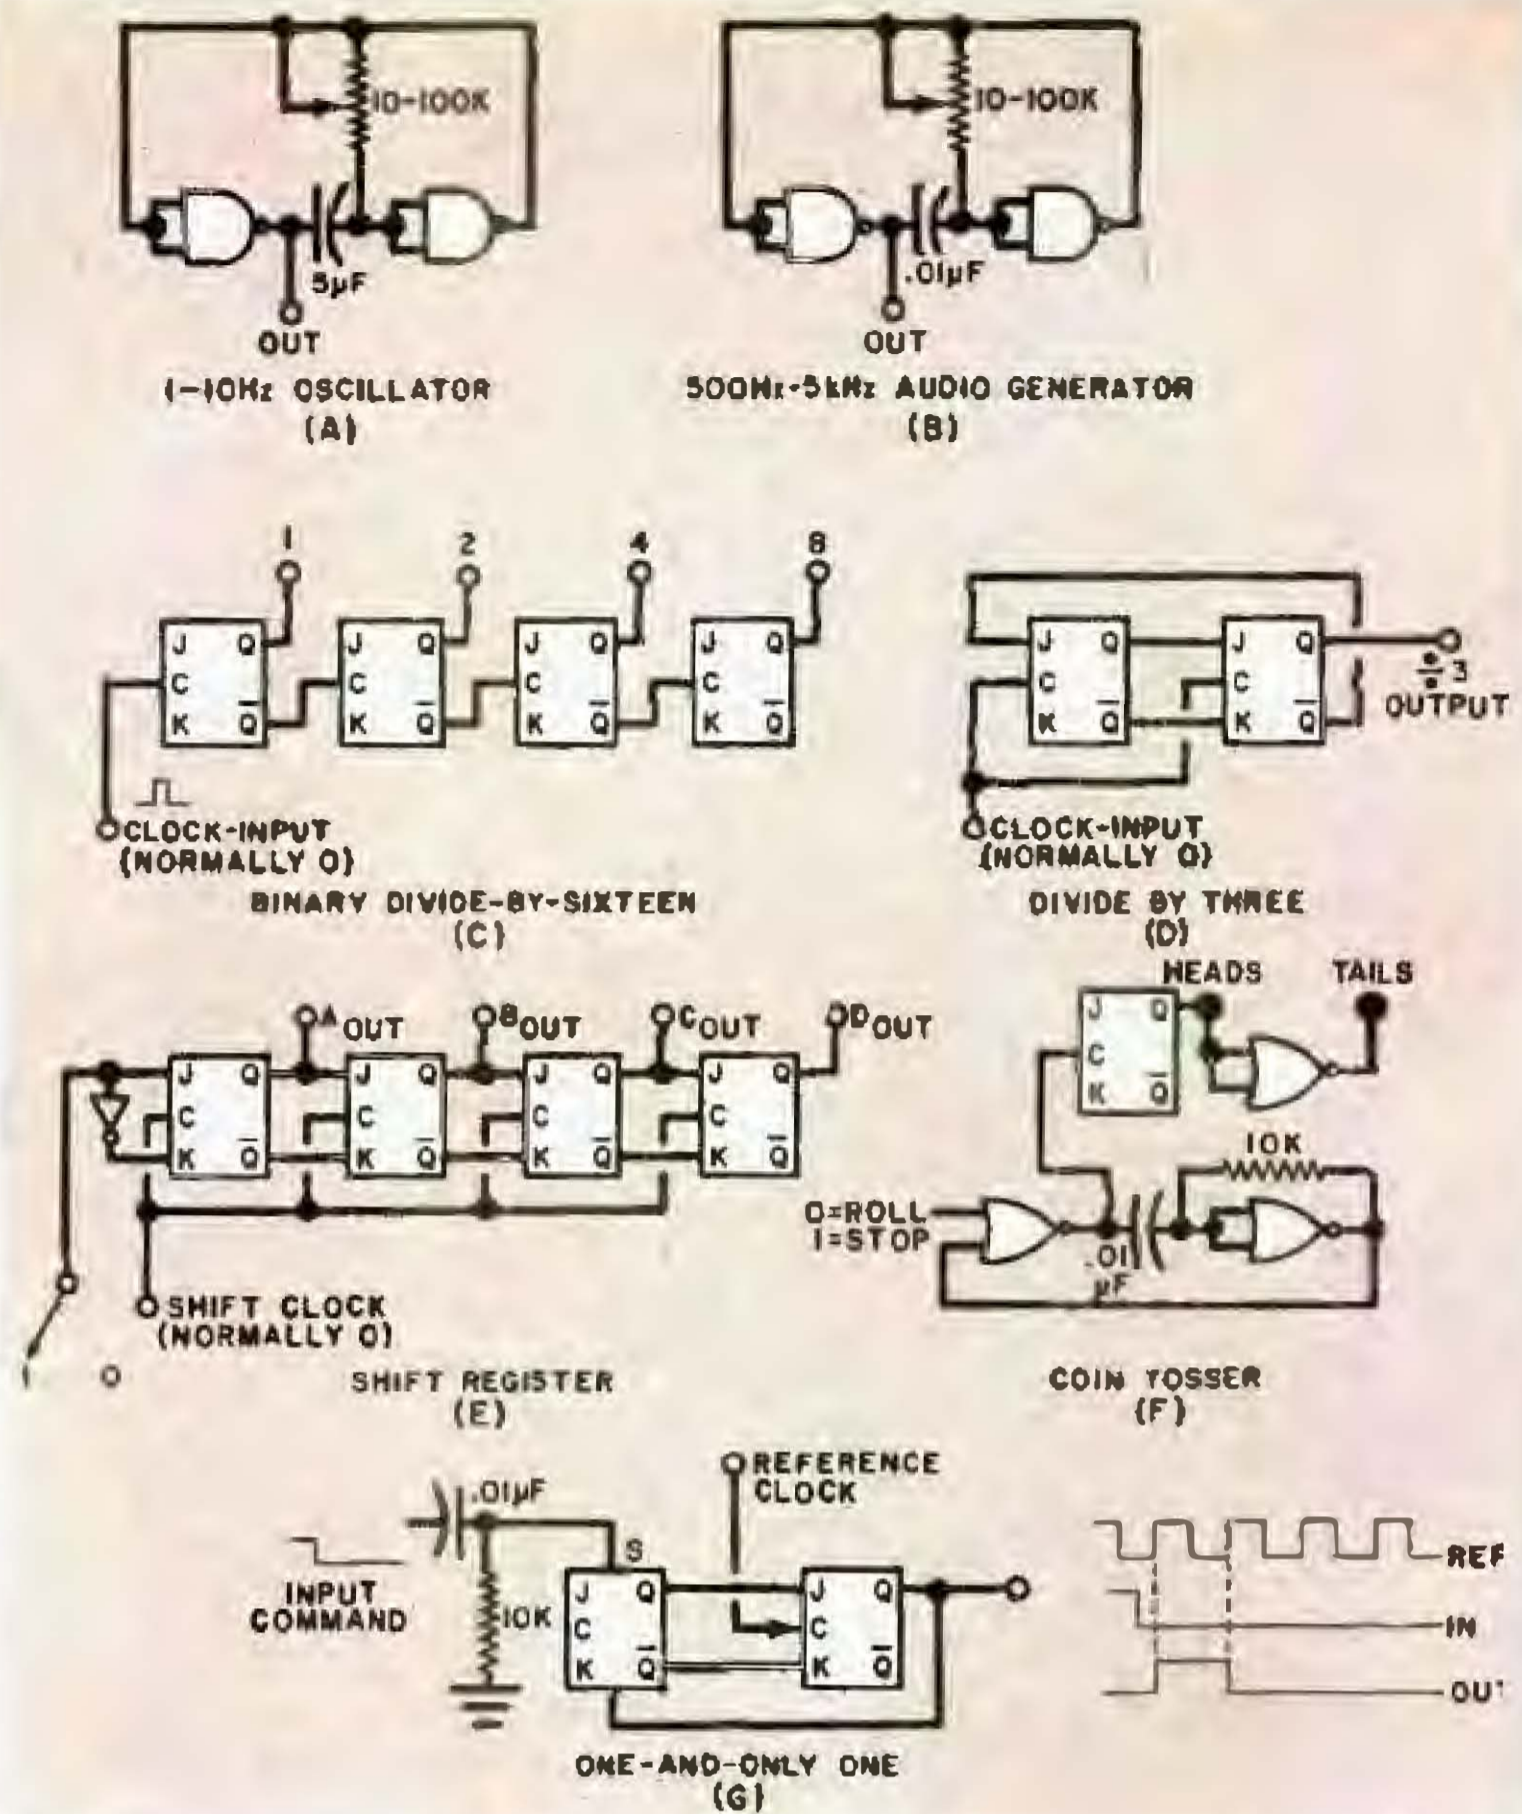 10-100K
5µF
OUT
1-10Hz OSCILLATOR
(A)
10-100K
.01µF
OUT
500Hz-5kHz AUDIO GENERATOR
(B)
1 2 4 8
J Q J Q J Q J Q
C C C C
K Q̅ K Q̅ K Q̅ K Q̅
CLOCK-INPUT
(NORMALLY 0)
BINARY DIVIDE-BY-SIXTEEN
(C)
J Q J Q
C C
K Q̅ K Q̅
÷3
OUTPUT
CLOCK-INPUT
(NORMALLY 0)
DIVIDE BY THREE
(D)
A OUT B OUT C OUT D OUT
J Q J Q J Q J Q
C C C C
K Q̅ K Q̅ K Q̅ K Q̅
SHIFT CLOCK
(NORMALLY 0)
1 0
SHIFT REGISTER
(E)
HEADS TAILS
J Q
C
K Q̅
10K
0=ROLL
1=STOP
.01
µF
COIN TOSSER
(F)
.01µF
REFERENCE
CLOCK
INPUT
COMMAND
10K
S
J Q J Q
C C
K Q̅ K Q̅
REF
IN
OUT
ONE-AND-ONLY ONE
(G)